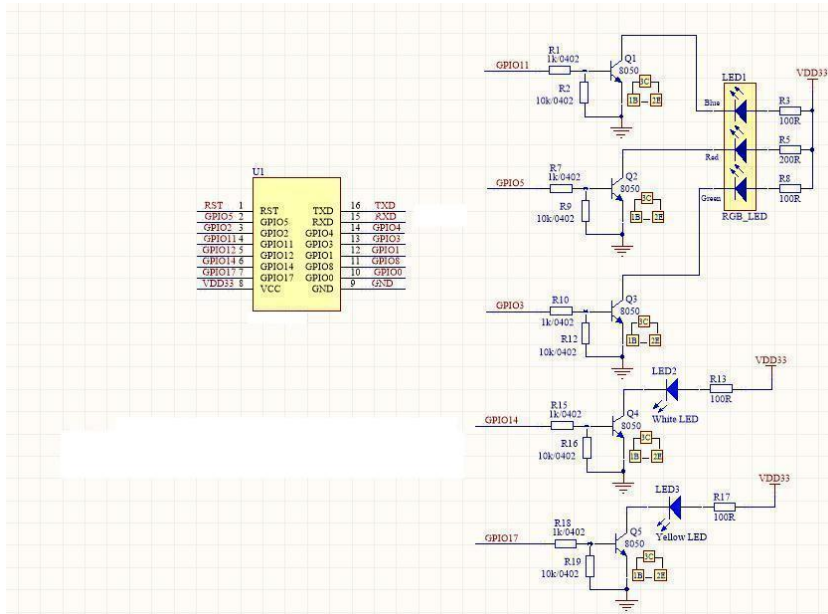 U1
RST 1 RST TXD 16 TXD
GPIO5 2 GPIO5 RXD 15 RXD
GPIO2 3 GPIO2 GPIO4 14 GPIO4
GPIO11 4 GPIO11 GPIO3 13 GPIO3
GPIO12 5 GPIO12 GPIO1 12 GPIO1
GPIO14 6 GPIO14 GPIO8 11 GPIO8
GPIO17 7 GPIO17 GPIO0 10 GPIO0
VDD33 8 VCC GND 9 GND
GPIO11
R1
1k/0402
R2
10k/0402
Q1
8050
3C
1B 2E
LED1
VDD33
Blue
Red
Green
RGB_LED
R3
100R
R5
200R
R8
100R
GPIO5
R7
1k/0402
R9
10k/0402
Q2
8050
3C
1B 2E
GPIO3
R10
1k/0402
R12
10k/0402
Q3
8050
3C
1B 2E
GPIO14
R15
1k/0402
R16
10k/0402
Q4
8050
3C
1B 2E
LED2
White LED
R13
100R
VDD33
GPIO17
R18
1k/0402
R19
10k/0402
Q5
8050
3C
1B 2E
LED3
Yellow LED
R17
100R
VDD33